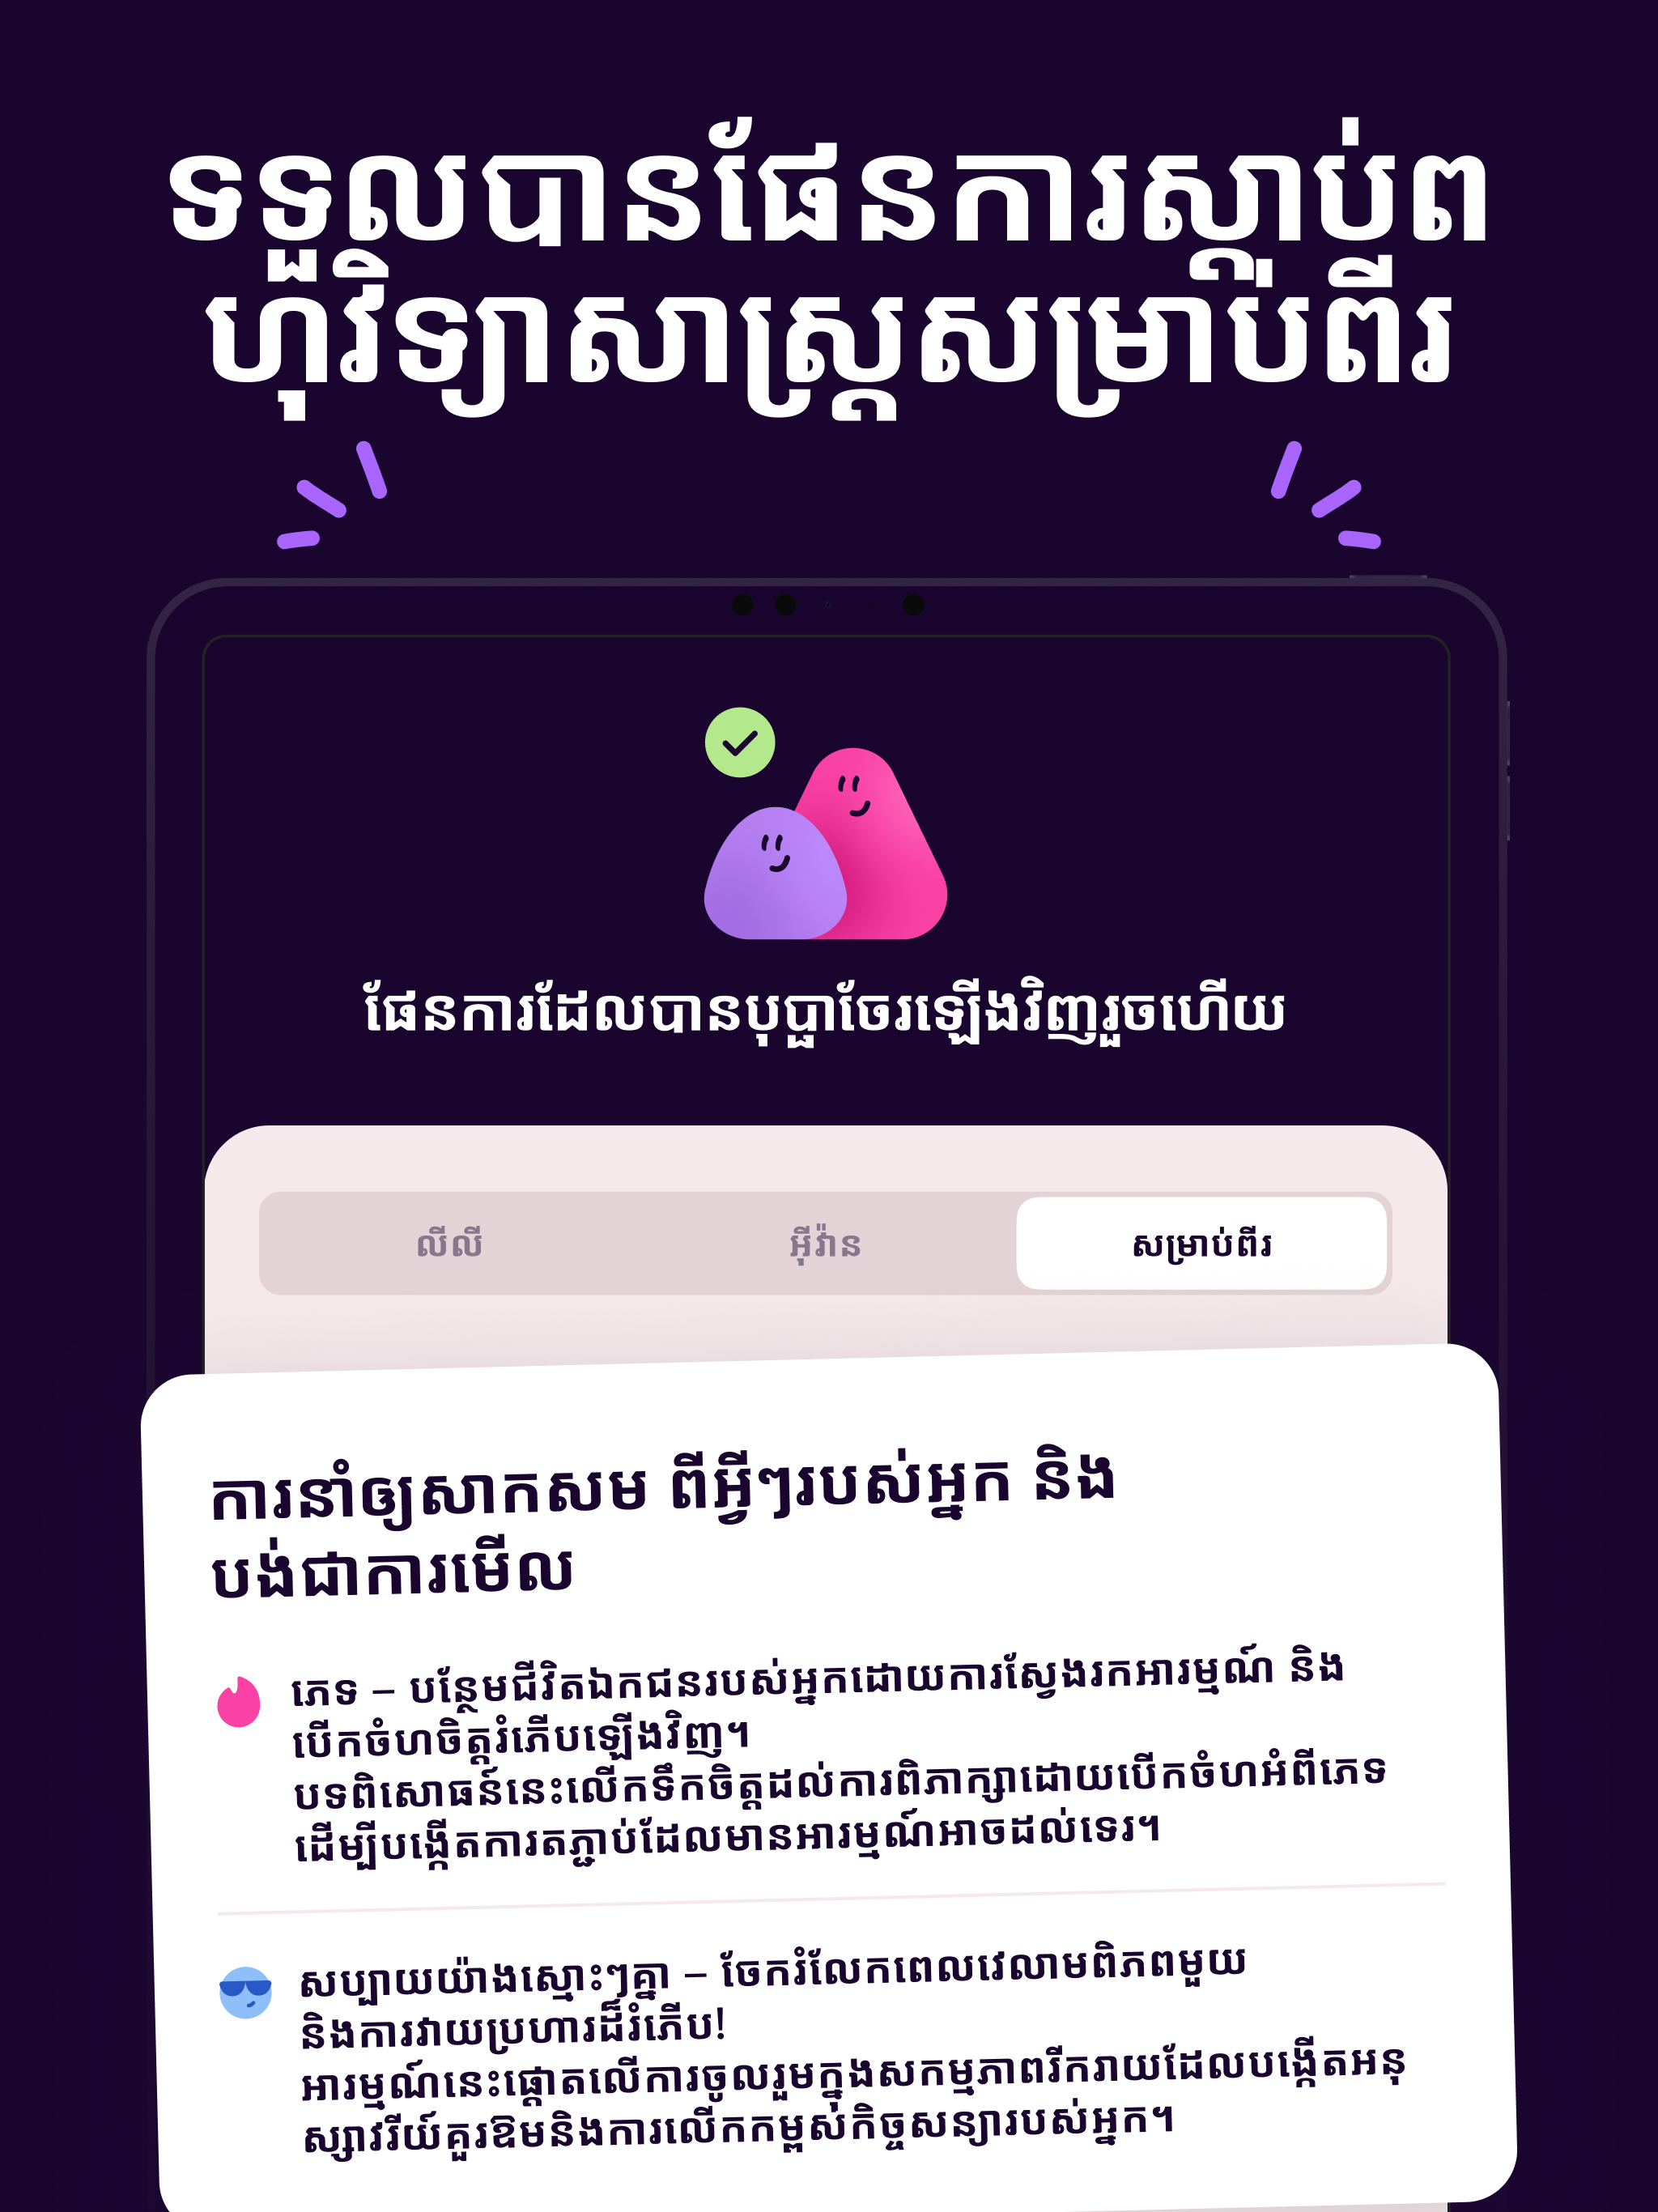 ទទួលបានផែនការស្តាប់ព
ហុវិទ្យាសាស្ត្រសម្រាប់ពីរ
ផែនការដែលបានបុប្ផាចែរឡើងវិញរួចហើយ
លីលី
អ៊ីវ៉ាន
សម្រាប់ពីរ
ការនាំឲ្យសាកសម ពីអ្វីៗរបស់អ្នក និង
បង់ជាការមើល
ភេទ – បន្ថែមជីវិតឯកជនរបស់អ្នកដោយការស្វែងរកអារម្មណ៍ និង
បើកចំហចិត្តរំភើបឡើងវិញ។
បទពិសោធន៍នេះលើកទឹកចិត្តដល់ការពិភាក្សាដោយបើកចំហអំពីភេទ
ដើម្បីបង្កើតការតភ្ជាប់ដែលមានអារម្មណ៍អាចដល់ទេរ។
សប្បាយយ៉ាងស្មោះៗគ្នា – ចែករំលែកពេលវេលាមពិភពមួយ
និងការវាយប្រហារដ៏រំភើប!
អារម្មណ៍នេះផ្តោតលើការចូលរួមក្នុងសកម្មភាពរីករាយដែលបង្កើតអនុ
ស្សាវរីយ៍គួរឱមនិងការលើកកម្ពស់កិច្ចសន្យារបស់អ្នក។